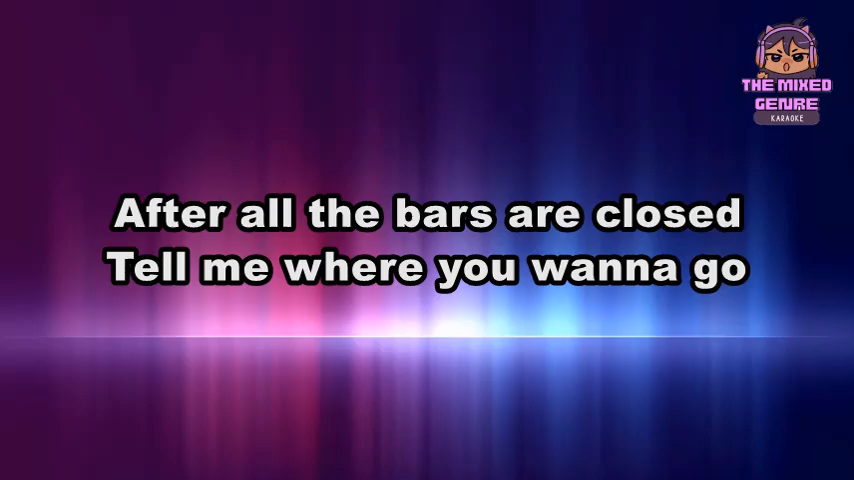 THE MIXED
GENRE
KARAOKE
After all the bars are closed
Tell me where you wanna go